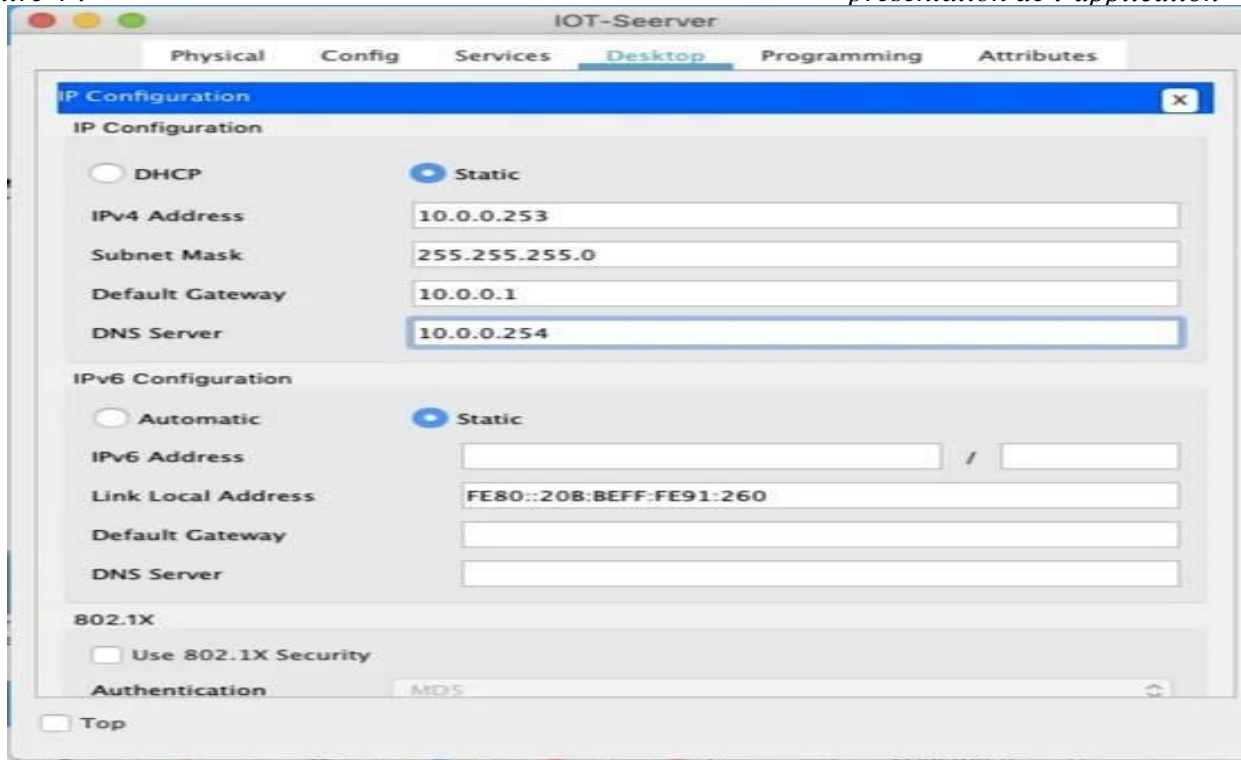 présentation de l'application
IOT-Seerver
Physical Config Services Desktop Programming Attributes
IP Configuration
IP Configuration
DHCP Static
IPv4 Address 10.0.0.253
Subnet Mask 255.255.255.0
Default Gateway 10.0.0.1
DNS Server 10.0.0.254
IPv6 Configuration
Automatic Static
IPv6 Address /
Link Local Address FE80::20B:BEFF:FE91:260
Default Gateway
DNS Server
802.1X
Use 802.1X Security
Authentication MD5
Top